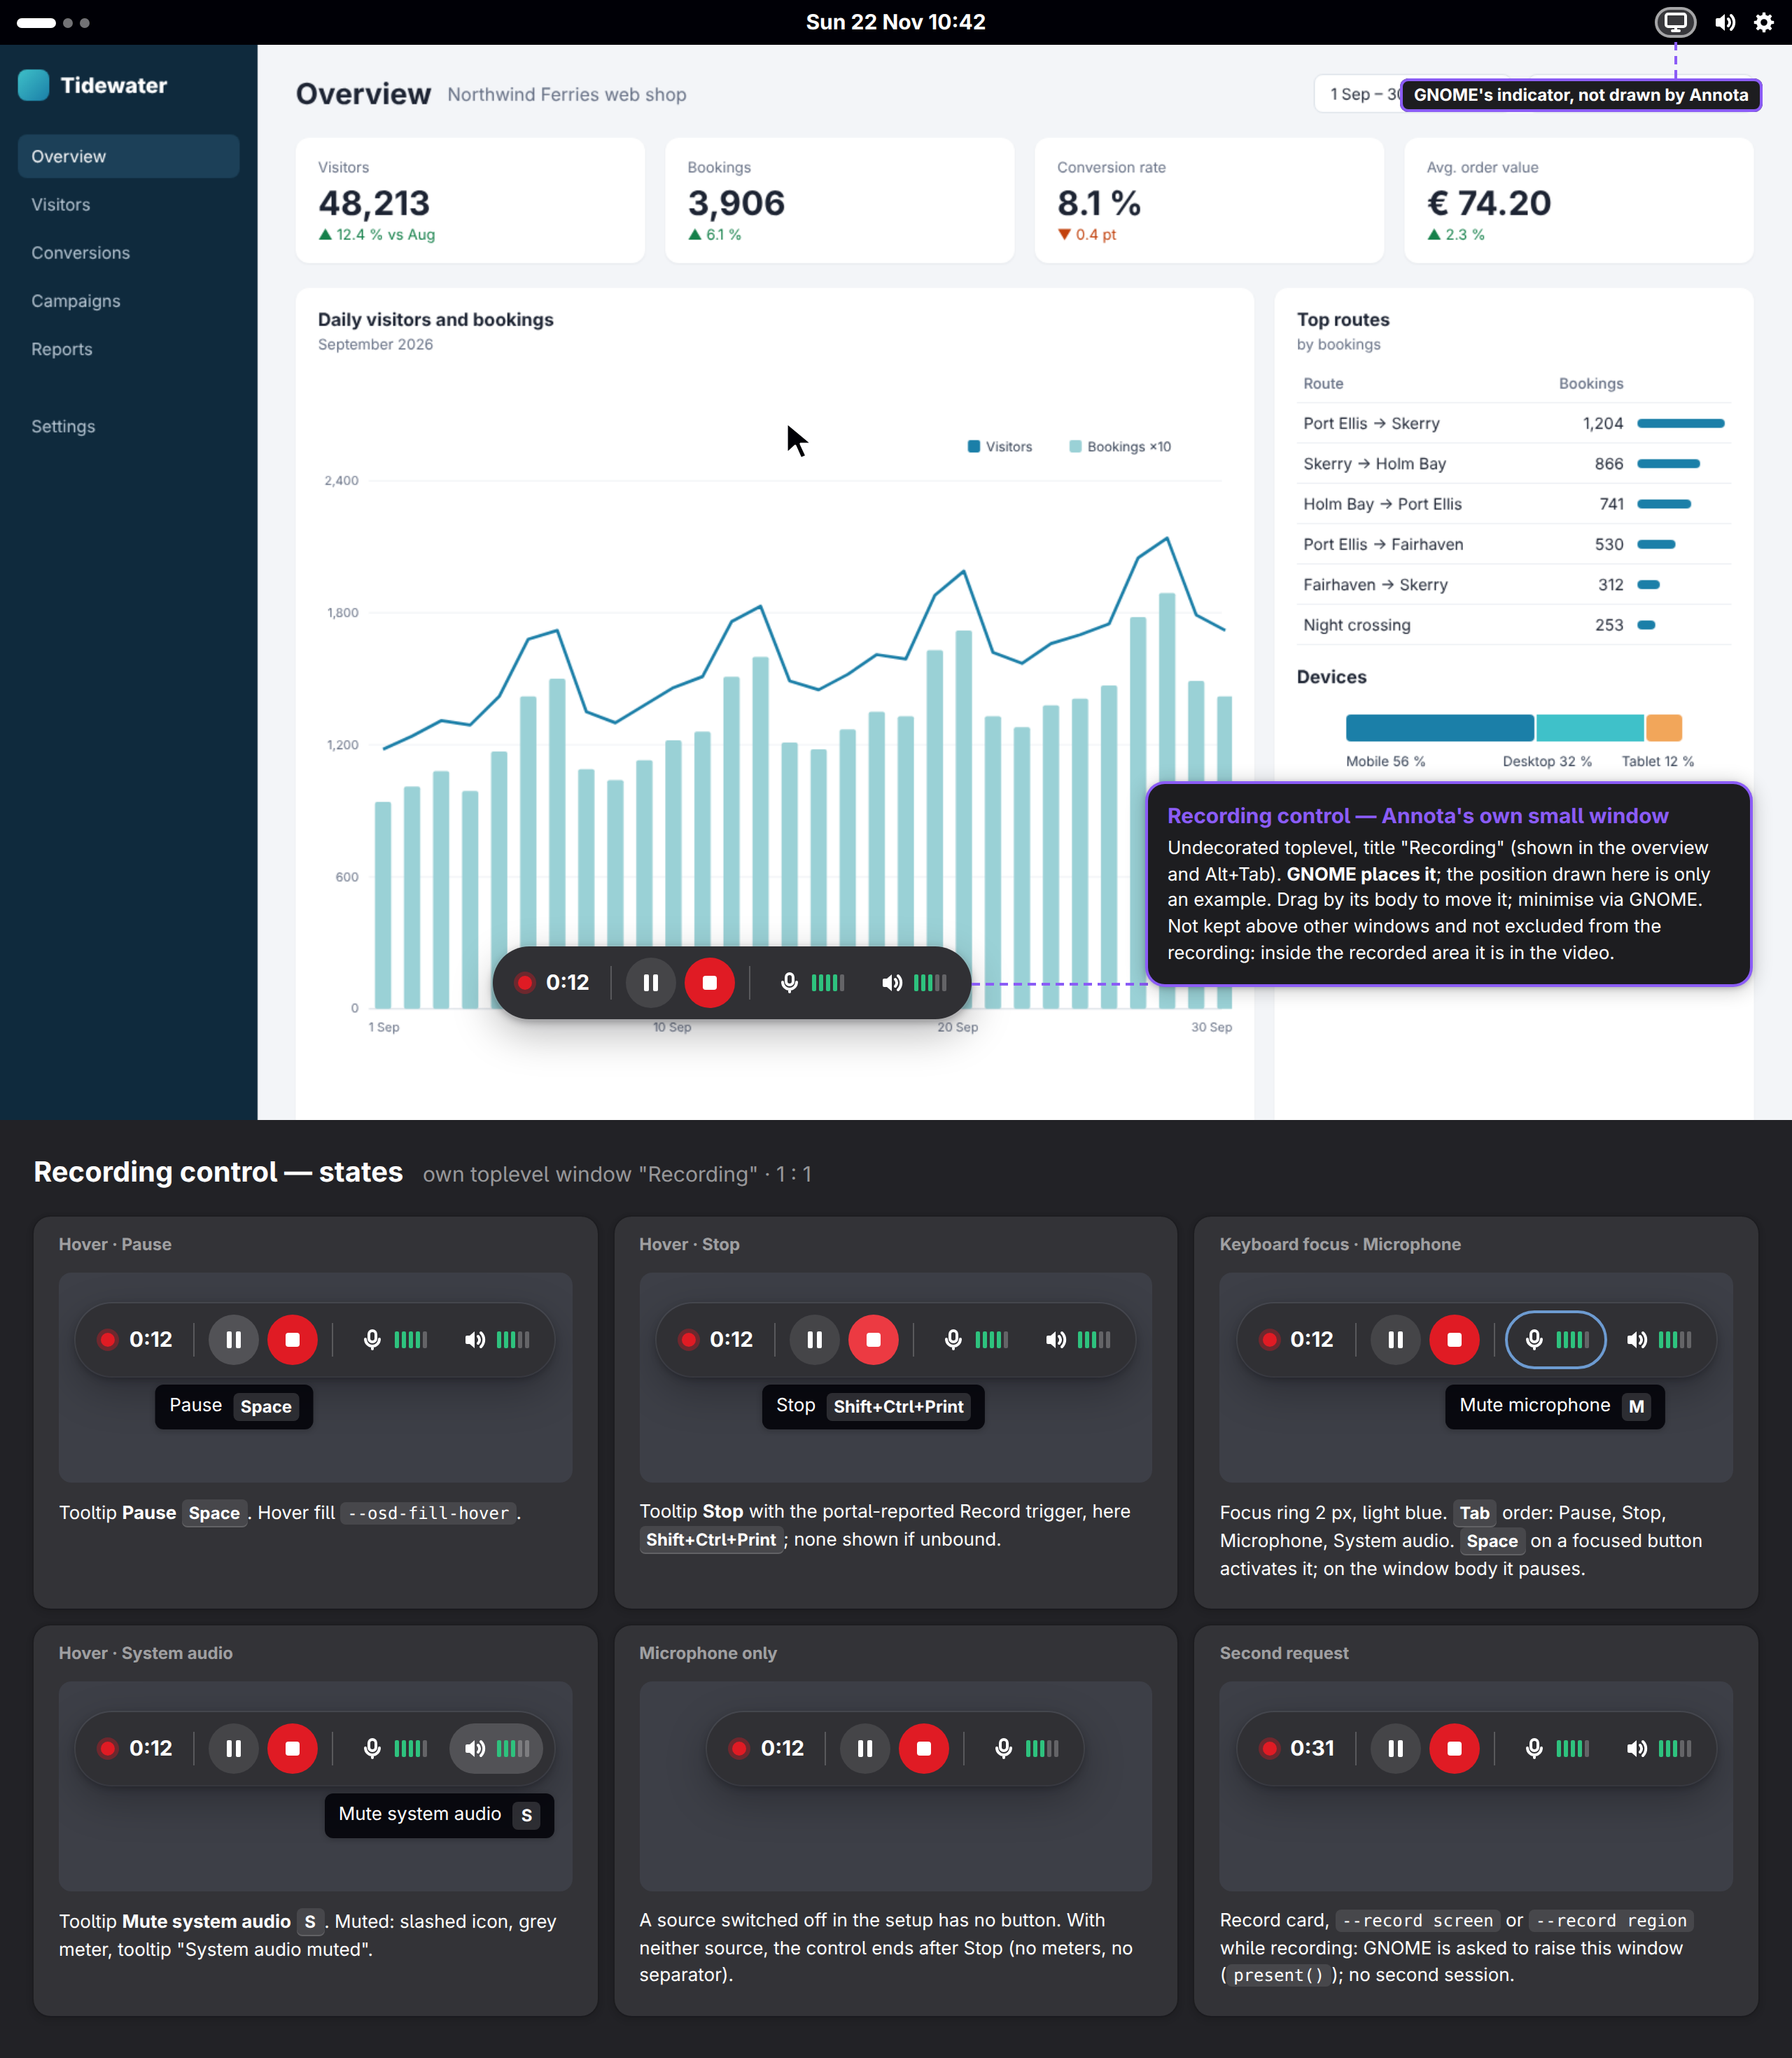 Sun 22 Nov 10:42
Tidewater
Overview
Visitors
Conversions
Campaigns
Reports
Settings
Overview Northwind Ferries web shop
1 Sep – 30
GNOME's indicator, not drawn by Annota
Visitors
48,213
▲ 12.4 % vs Aug
Bookings
3,906
▲ 6.1 %
Conversion rate
8.1 %
▼ 0.4 pt
Avg. order value
€ 74.20
▲ 2.3 %
Daily visitors and bookings
September 2026
Visitors Bookings ×10
2,400
1,800
1,200
600
0
1 Sep 10 Sep 20 Sep 30 Sep
0:12
Top routes
by bookings
Route Bookings
Port Ellis → Skerry 1,204
Skerry → Holm Bay 866
Holm Bay → Port Ellis 741
Port Ellis → Fairhaven 530
Fairhaven → Skerry 312
Night crossing 253
Devices
Mobile 56 % Desktop 32 % Tablet 12 %
Recording control — Annota's own small window
Undecorated toplevel, title "Recording" (shown in the overview
and Alt+Tab). GNOME places it; the position drawn here is only
an example. Drag by its body to move it; minimise via GNOME.
Not kept above other windows and not excluded from the
recording: inside the recorded area it is in the video.
Recording control — states own toplevel window "Recording" · 1 : 1
Hover · Pause
0:12
Pause Space
Tooltip Pause Space. Hover fill --osd-fill-hover.
Hover · Stop
0:12
Stop Shift+Ctrl+Print
Tooltip Stop with the portal-reported Record trigger, here
Shift+Ctrl+Print; none shown if unbound.
Keyboard focus · Microphone
0:12
Mute microphone M
Focus ring 2 px, light blue. Tab order: Pause, Stop,
Microphone, System audio. Space on a focused button
activates it; on the window body it pauses.
Hover · System audio
0:12
Mute system audio S
Tooltip Mute system audio S. Muted: slashed icon, grey
meter, tooltip "System audio muted".
Microphone only
0:12
A source switched off in the setup has no button. With
neither source, the control ends after Stop (no meters, no
separator).
Second request
0:31
Record card, --record screen or --record region
while recording: GNOME is asked to raise this window
(present()); no second session.